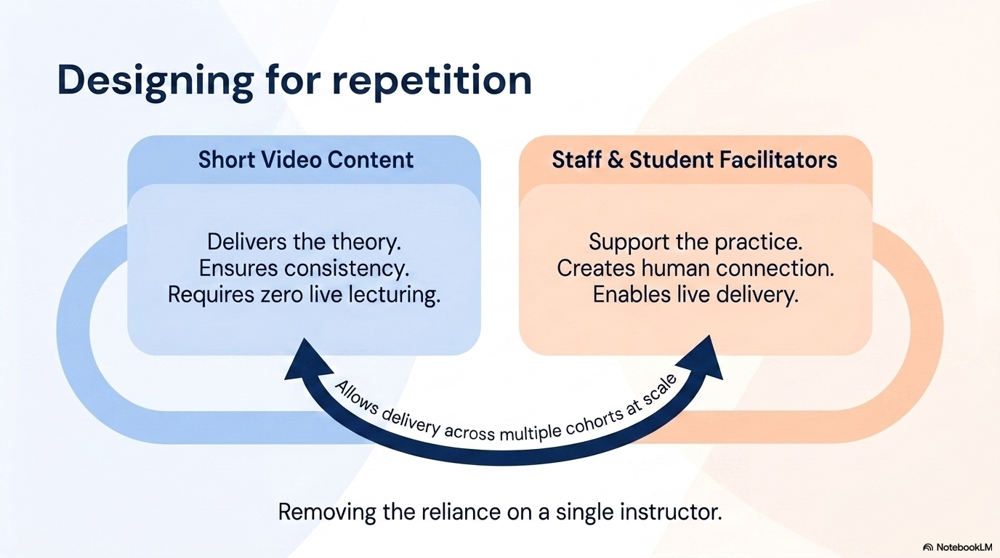 Designing for repetition
Short Video Content
Delivers the theory.
Ensures consistency.
Requires zero live lecturing.
Staff & Student Facilitators
Support the practice.
Creates human connection.
Enables live delivery.
Allows delivery across multiple cohorts at scale
Removing the reliance on a single instructor.
NotebookLM